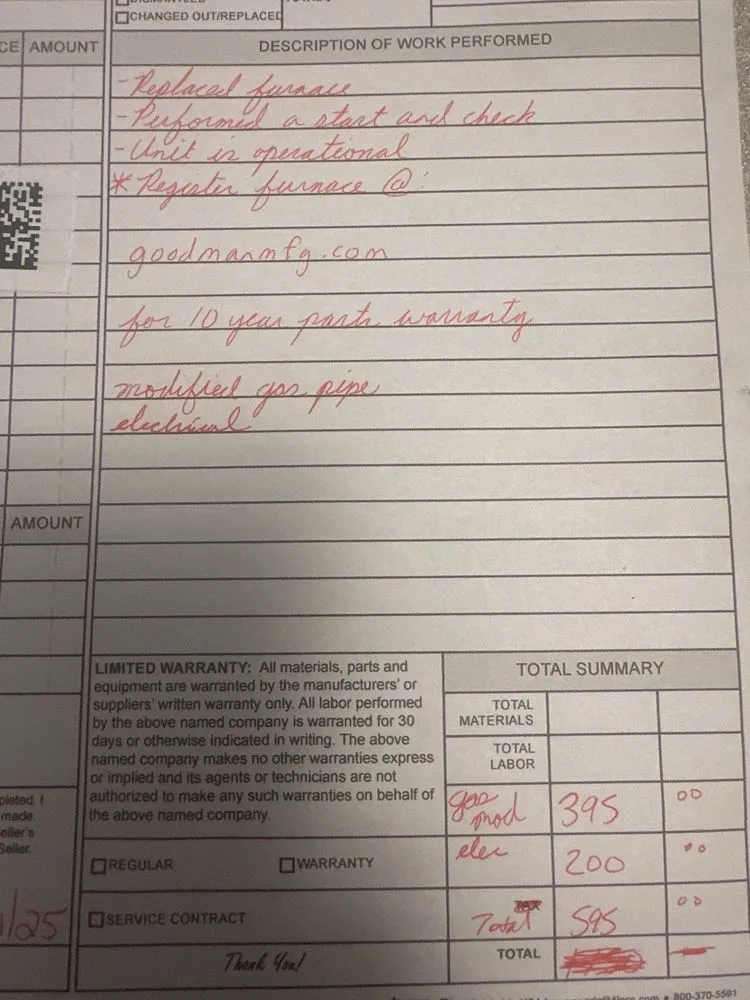 CHANGED OUT/REPLACED
CE AMOUNT
DESCRIPTION OF WORK PERFORMED
- Replaced furnace
- Performed a start and check
- Unit is operational
* Register furnace @:
goodmanmfg.com
for 10 year parts warranty
modified gas pipe
electrical
AMOUNT
LIMITED WARRANTY: All materials, parts and
equipment are warranted by the manufacturers' or
suppliers' written warranty only. All labor performed
by the above named company is warranted for 30
days or otherwise indicated in writing. The above
named company makes no other warranties express
or implied and its agents or technicians are not
authorized to make any such warranties on behalf of
the above named company.
REGULAR
WARRANTY
SERVICE CONTRACT
Thank You!
TOTAL SUMMARY
TOTAL
MATERIALS
TOTAL
LABOR
gas mod 395 00
elec 200 00
Total 595 00
TOTAL
pleted. I
made.
eller's
Seller.
/25
800-370-5591